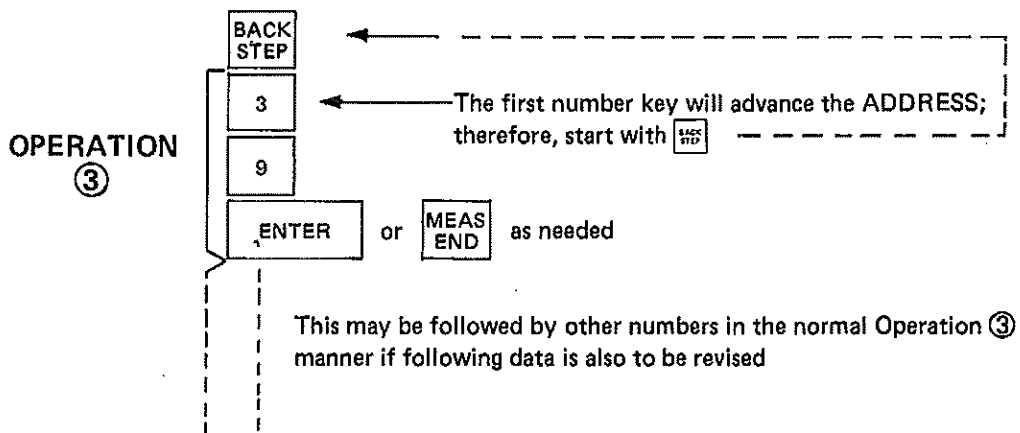 BACK
STEP
3
The first number key will advance the ADDRESS;
therefore, start with BACK STEP
OPERATION
③
9
ENTER or MEAS END as needed
This may be followed by other numbers in the normal Operation ③
manner if following data is also to be revised